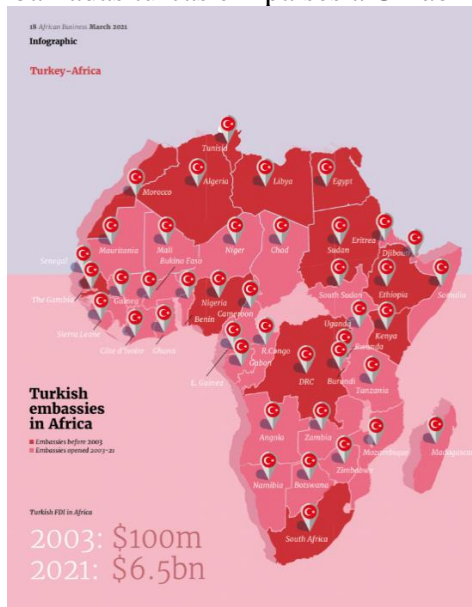 18 African Business March 2021
Infographic
Turkey–Africa
Tunisia
Morocco
Algeria
Libya
Egypt
Mauritania
Mali
Niger
Chad
Sudan
Eritrea
Senegal
Bukino Faso
Djibouti
The Gambia
Guinea
Nigeria
South Sudan
Ethiopia
Somalia
Benin
Cameroon
Sierra Leone
Uganda
Kenya
Côte d'Ivoire
Ghana
R.Congo
Rwanda
Gabon
E. Guinea
DRC
Burundi
Tanzania
Turkish
embassies
in Africa
Embassies before 2003
Embassies opened 2003-21
Angola
Zambia
Mozambique
Madagascar
Zimbabwe
Namibia
Botswana
Turkish FDI in Africa
South Africa
2003: $100m
2021: $6.5bn